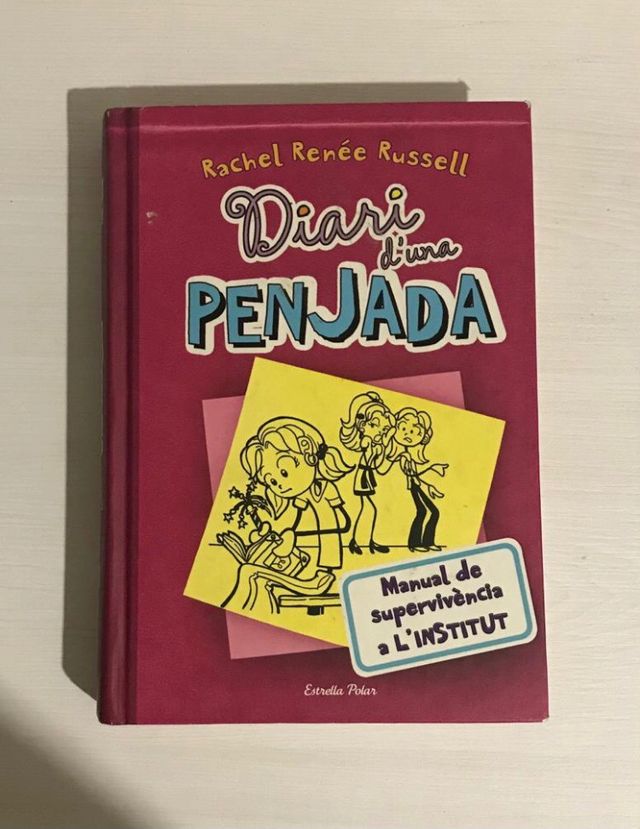 Rachel Renée Russell
Diari
d'una
PENJADA
Manual de
supervivència
a L'INSTITUT
Estrella Polar